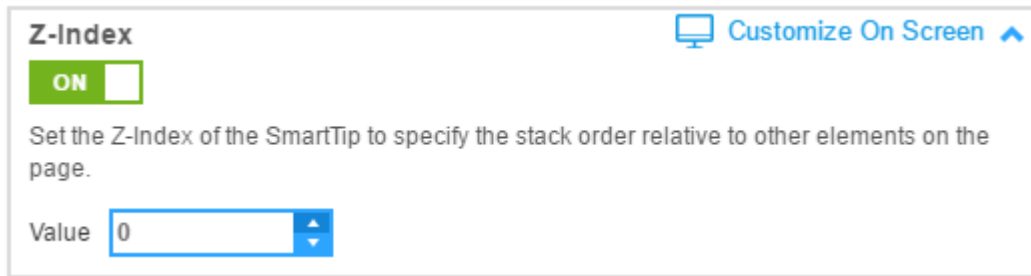 Z-Index
Customize On Screen
ON
Set the Z-Index of the SmartTip to specify the stack order relative to other elements on the
page.
Value 0